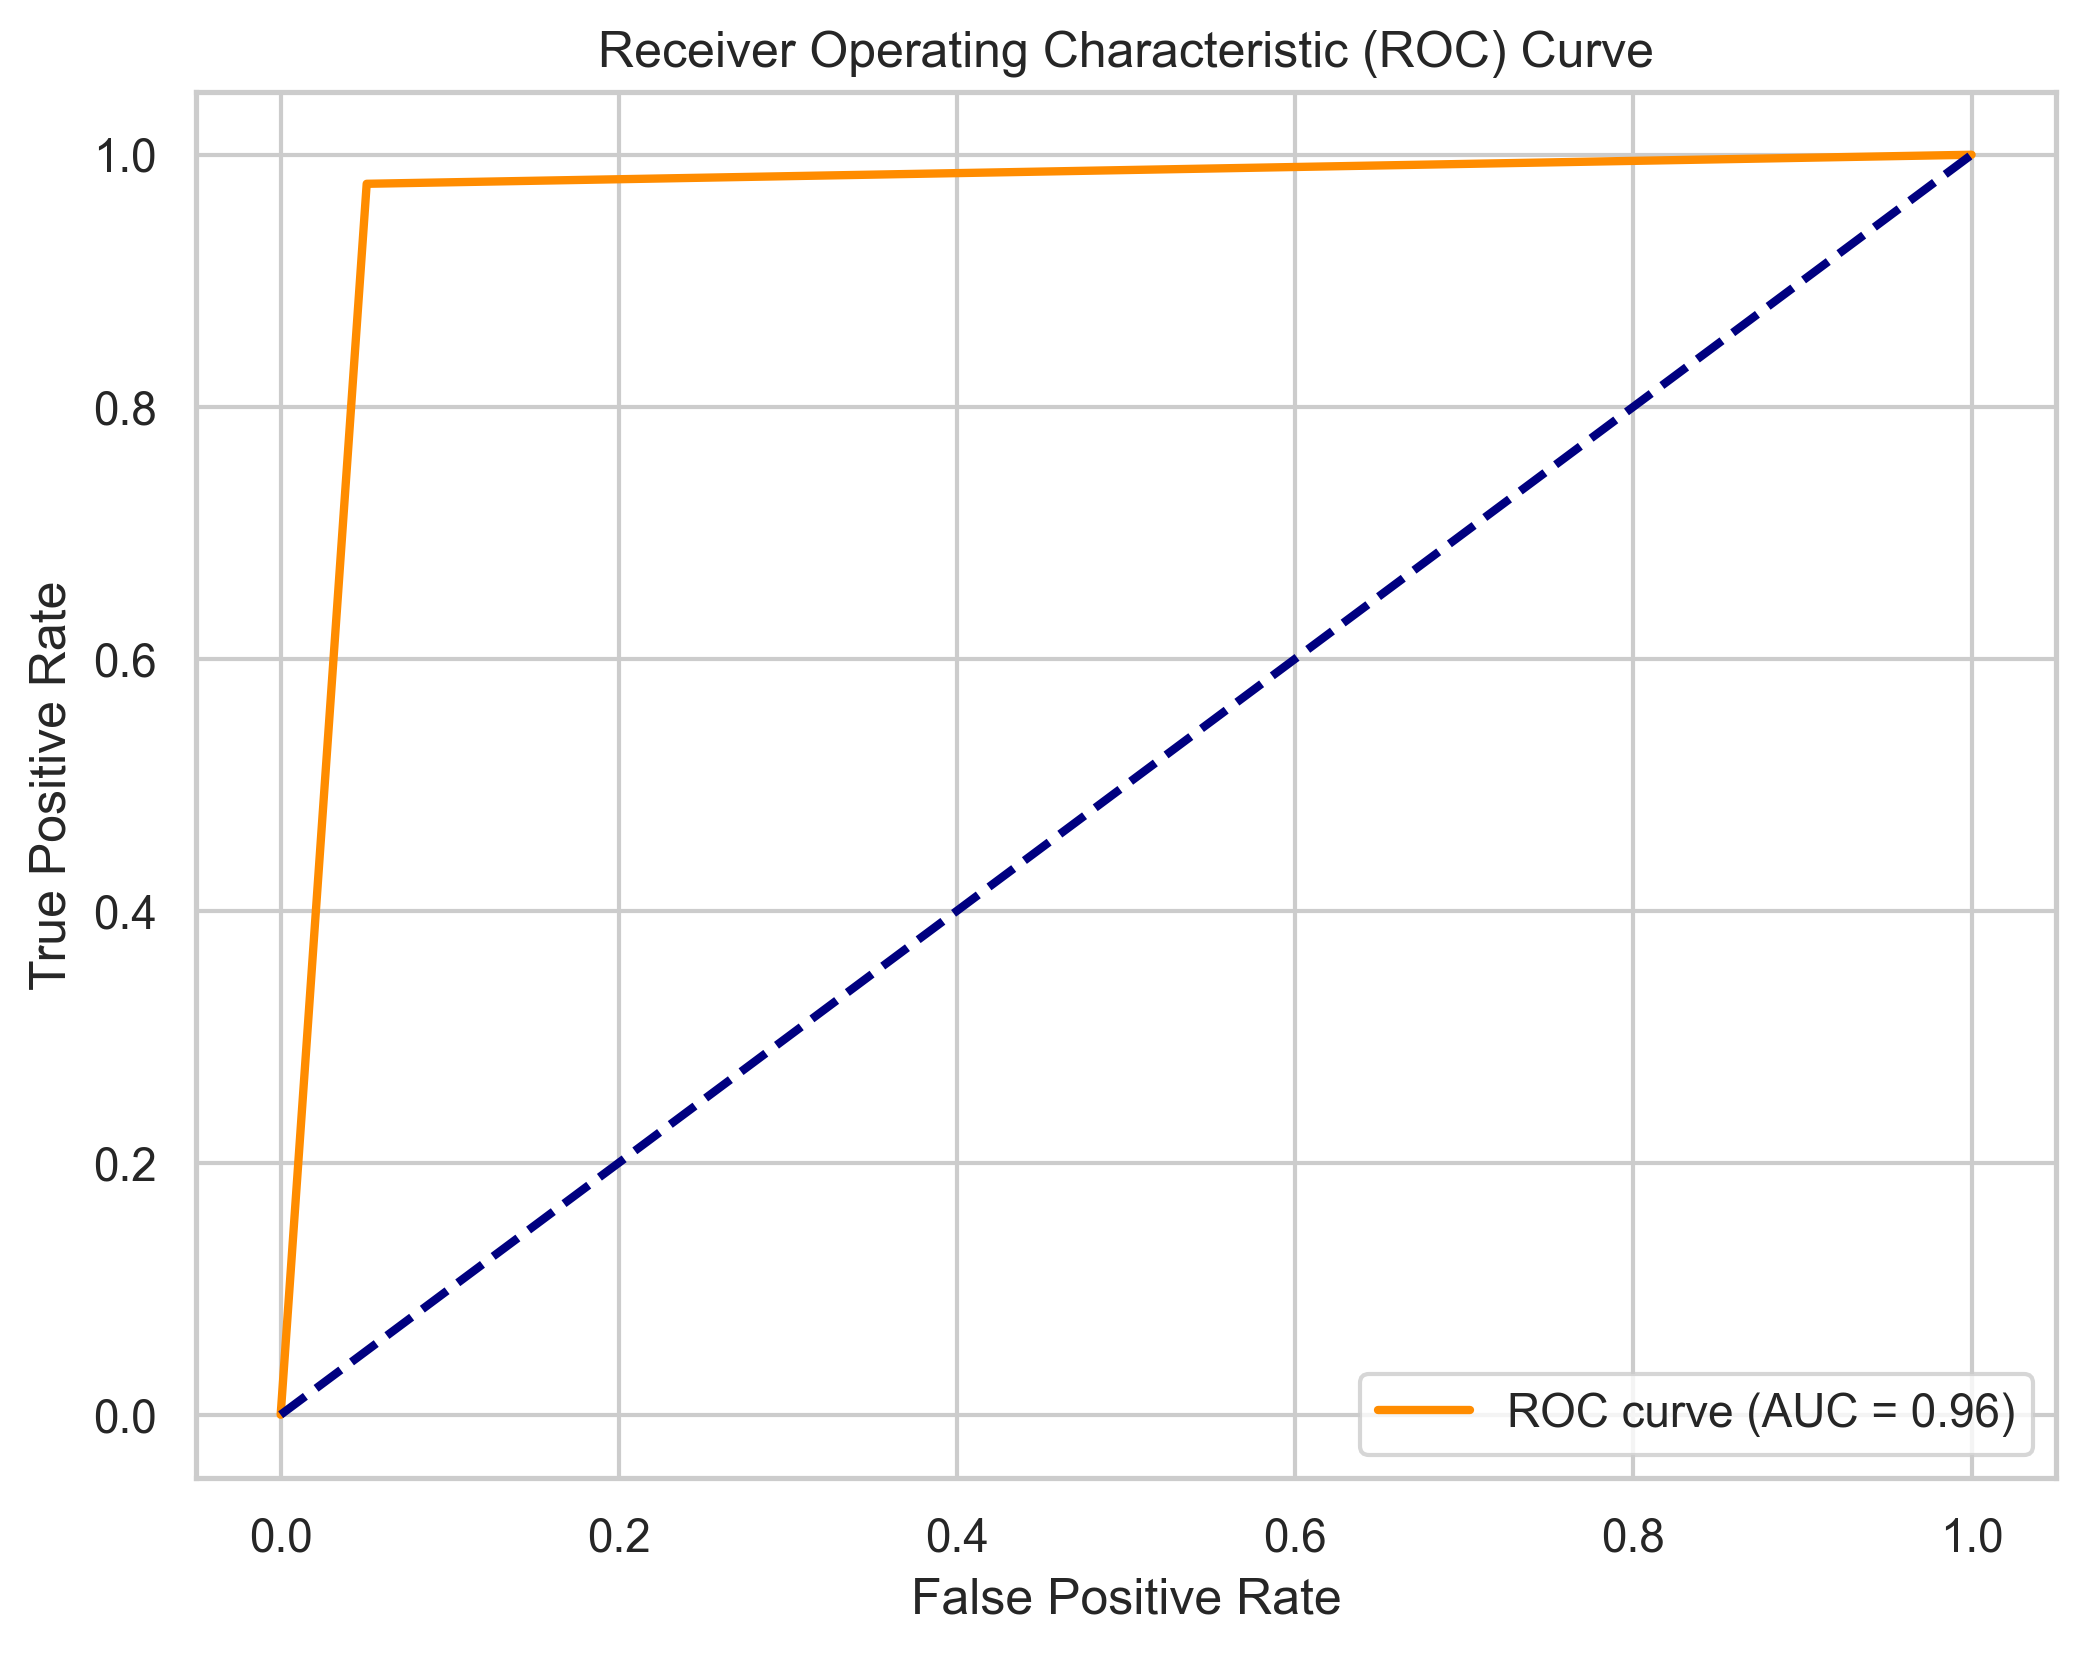 Receiver Operating Characteristic (ROC) Curve
1.0
0.8
0.6
0.4
0.2
0.0
True Positive Rate
ROC curve (AUC = 0.96)
0.0 0.2 0.4 0.6 0.8 1.0
False Positive Rate